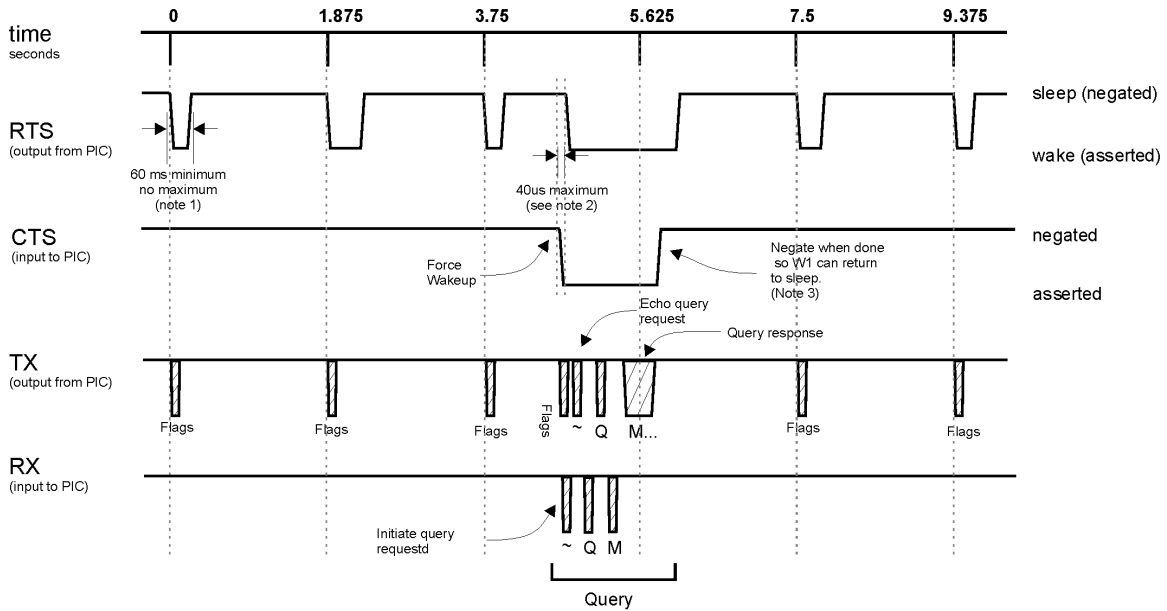 0 1.875 3.75 5.625 7.5 9.375
time
seconds
sleep (negated)
RTS
(output from PIC)
wake (asserted)
60 ms minimum
no maximum
(note 1)
40us maximum
(see note 2)
CTS
(input to PIC)
negated
Force
Wakeup
Negate when done
so W1 can return
to sleep.
(Note 3)
asserted
Echo query
request
Query response
TX
(output from PIC)
Flags Flags Flags Flags ~ Q M... Flags Flags
RX
(input to PIC)
Initiate query
requestd
~ Q M
Query